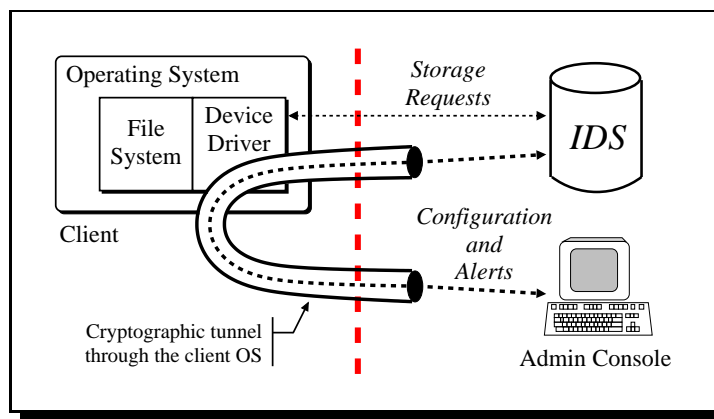 Operating System
File
System
Device
Driver
Client
Storage
Requests
IDS
Configuration
and
Alerts
Cryptographic tunnel
through the client OS
Admin Console